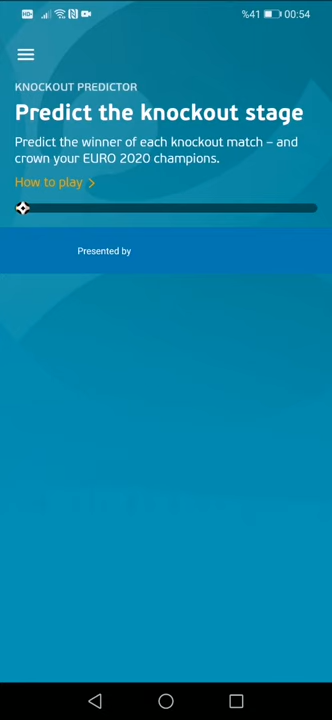 %41 00:54
KNOCKOUT PREDICTOR
Predict the knockout stage
Predict the winner of each knockout match – and
crown your EURO 2020 champions.
How to play
Presented by